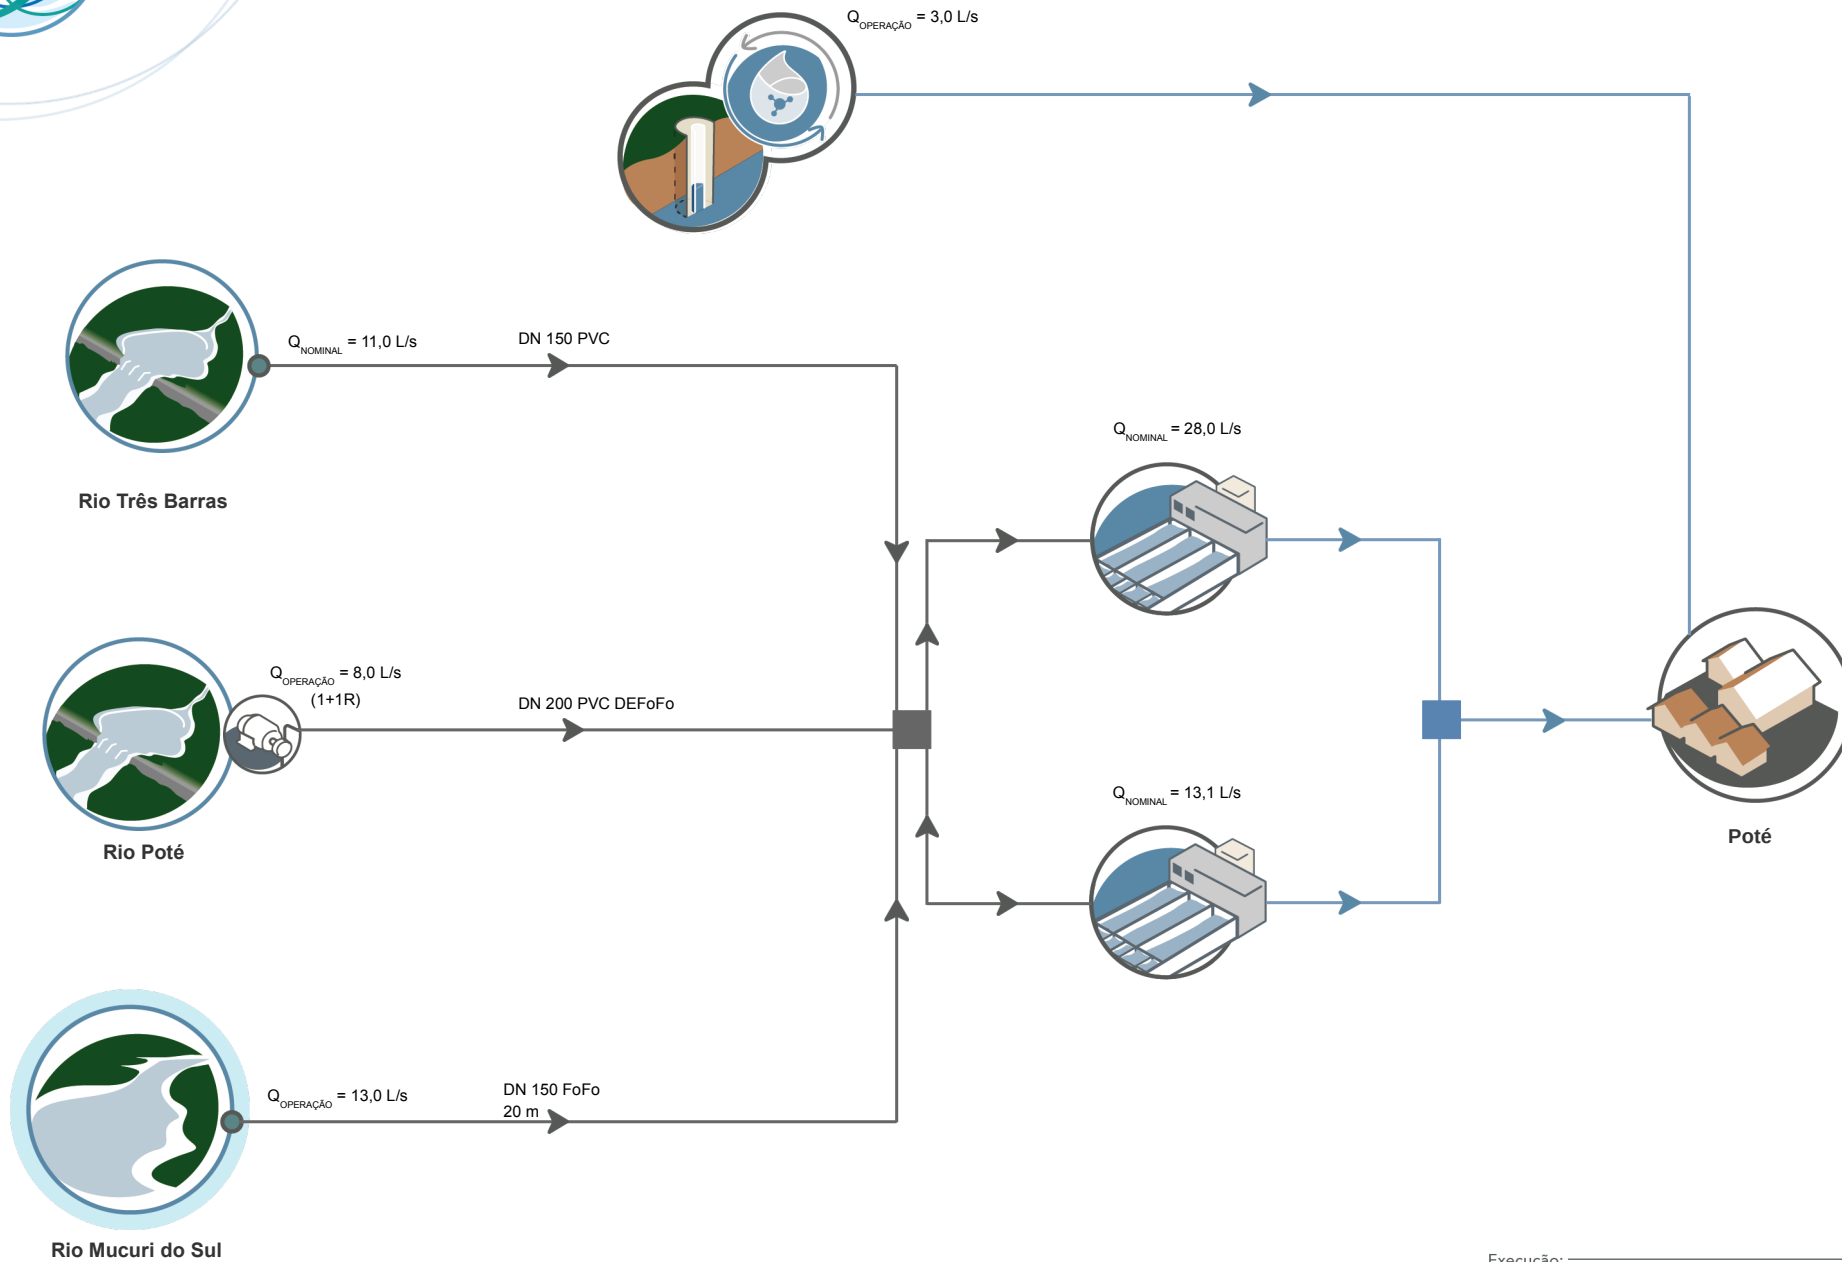 QOPERAÇÃO = 3,0 L/s
QNOMINAL = 11,0 L/s
DN 150 PVC
QNOMINAL = 28,0 L/s
Rio Três Barras
QOPERAÇÃO = 8,0 L/s
(1+1R)
DN 200 PVC DEFoFo
QNOMINAL = 13,1 L/s
Poté
Rio Poté
QOPERAÇÃO = 13,0 L/s
DN 150 FoFo
20 m
Rio Mucuri do Sul
Execução: